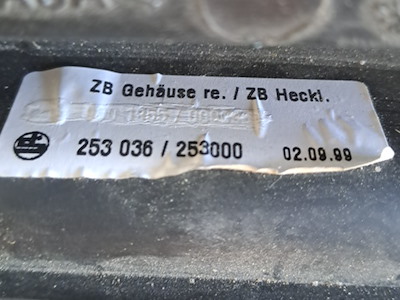 ZB Gehäuse re. / ZB Heckl.
253 036 / 253000
02.09.99